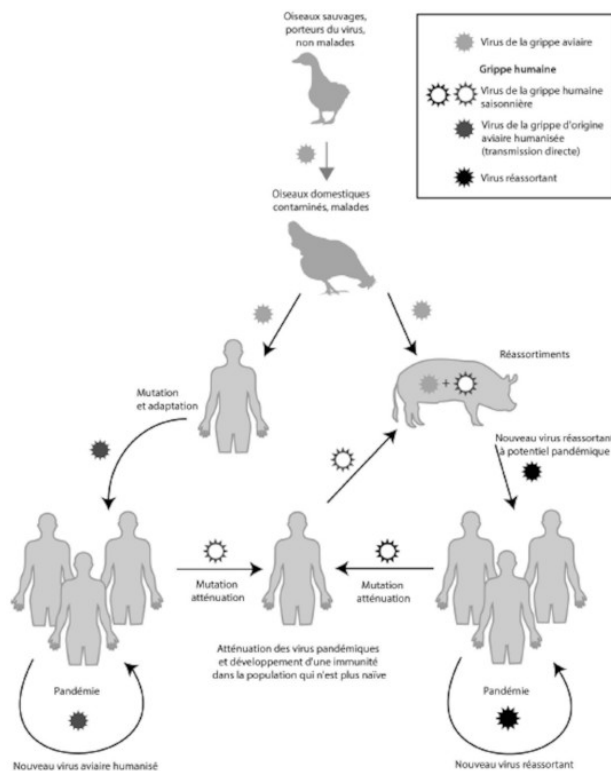 Oiseaux sauvages,
porteurs du virus,
non malades
Virus de la grippe aviaire
Grippe humaine
Virus de la grippe humaine
saisonnière
Virus de la grippe d'origine
aviaire humanisée
(transmission directe)
Virus réassortant
Oiseaux domestiques
contaminés, malades
Réassortiments
+
Mutation
et adaptation
Nouveau virus réassortant
à potentiel pandémique
Mutation
atténuation
Mutation
atténuation
Atténuation des virus pandémiques
et développement d'une immunité
dans la population qui n'est plus naïve
Pandémie
Nouveau virus aviaire humanisé
Pandémie
Nouveau virus réassortant